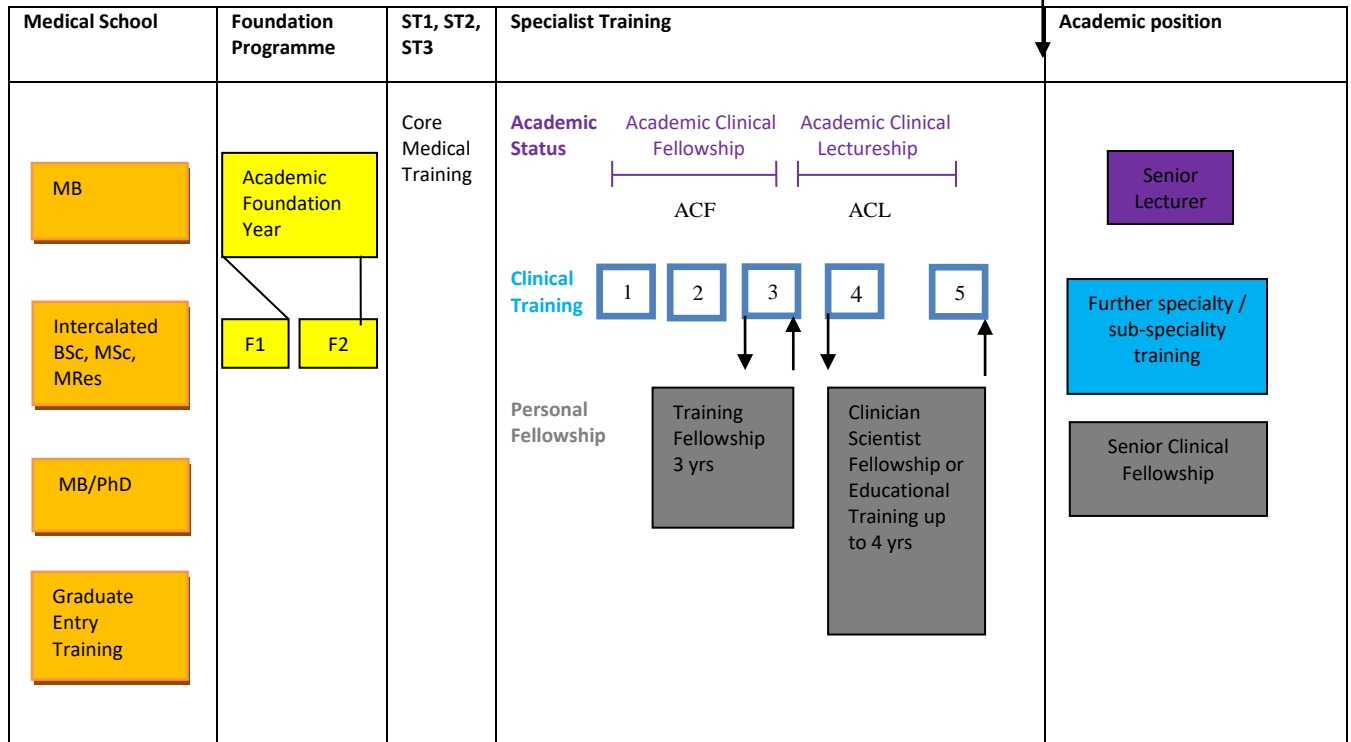 Medical School
Foundation
Programme
ST1, ST2,
ST3
Specialist Training
Academic position
MB
Intercalated
BSc, MSc,
MRes
MB/PhD
Graduate
Entry
Training
Academic
Foundation
Year
F1
F2
Core
Medical
Training
Academic
Status
Academic Clinical
Fellowship
Academic Clinical
Lectureship
ACF
ACL
Clinical
Training
1
2
3
4
5
Personal
Fellowship
Training
Fellowship
3 yrs
Clinician
Scientist
Fellowship or
Educational
Training up
to 4 yrs
Senior
Lecturer
Further specialty /
sub-speciality
training
Senior Clinical
Fellowship